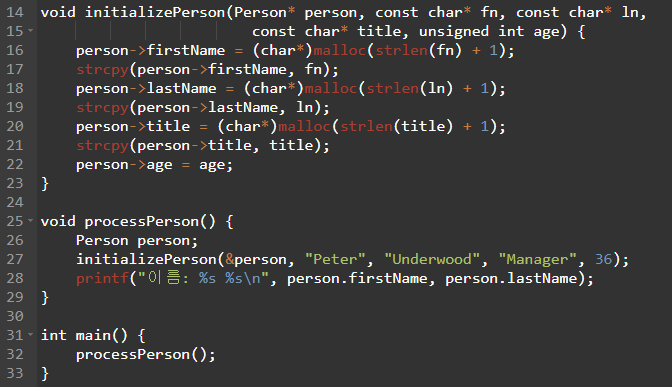 14 void initializePerson(Person* person, const char* fn, const char* ln,
15 const char* title, unsigned int age) {
16 person->firstName = (char*)malloc(strlen(fn) + 1);
17 strcpy(person->firstName, fn);
18 person->lastName = (char*)malloc(strlen(ln) + 1);
19 strcpy(person->lastName, ln);
20 person->title = (char*)malloc(strlen(title) + 1);
21 strcpy(person->title, title);
22 person->age = age;
23 }
24
25 void processPerson() {
26 Person person;
27 initializePerson(&person, "Peter", "Underwood", "Manager", 36);
28 printf("이름: %s %s\n", person.firstName, person.lastName);
29 }
30
31 int main() {
32 processPerson();
33 }